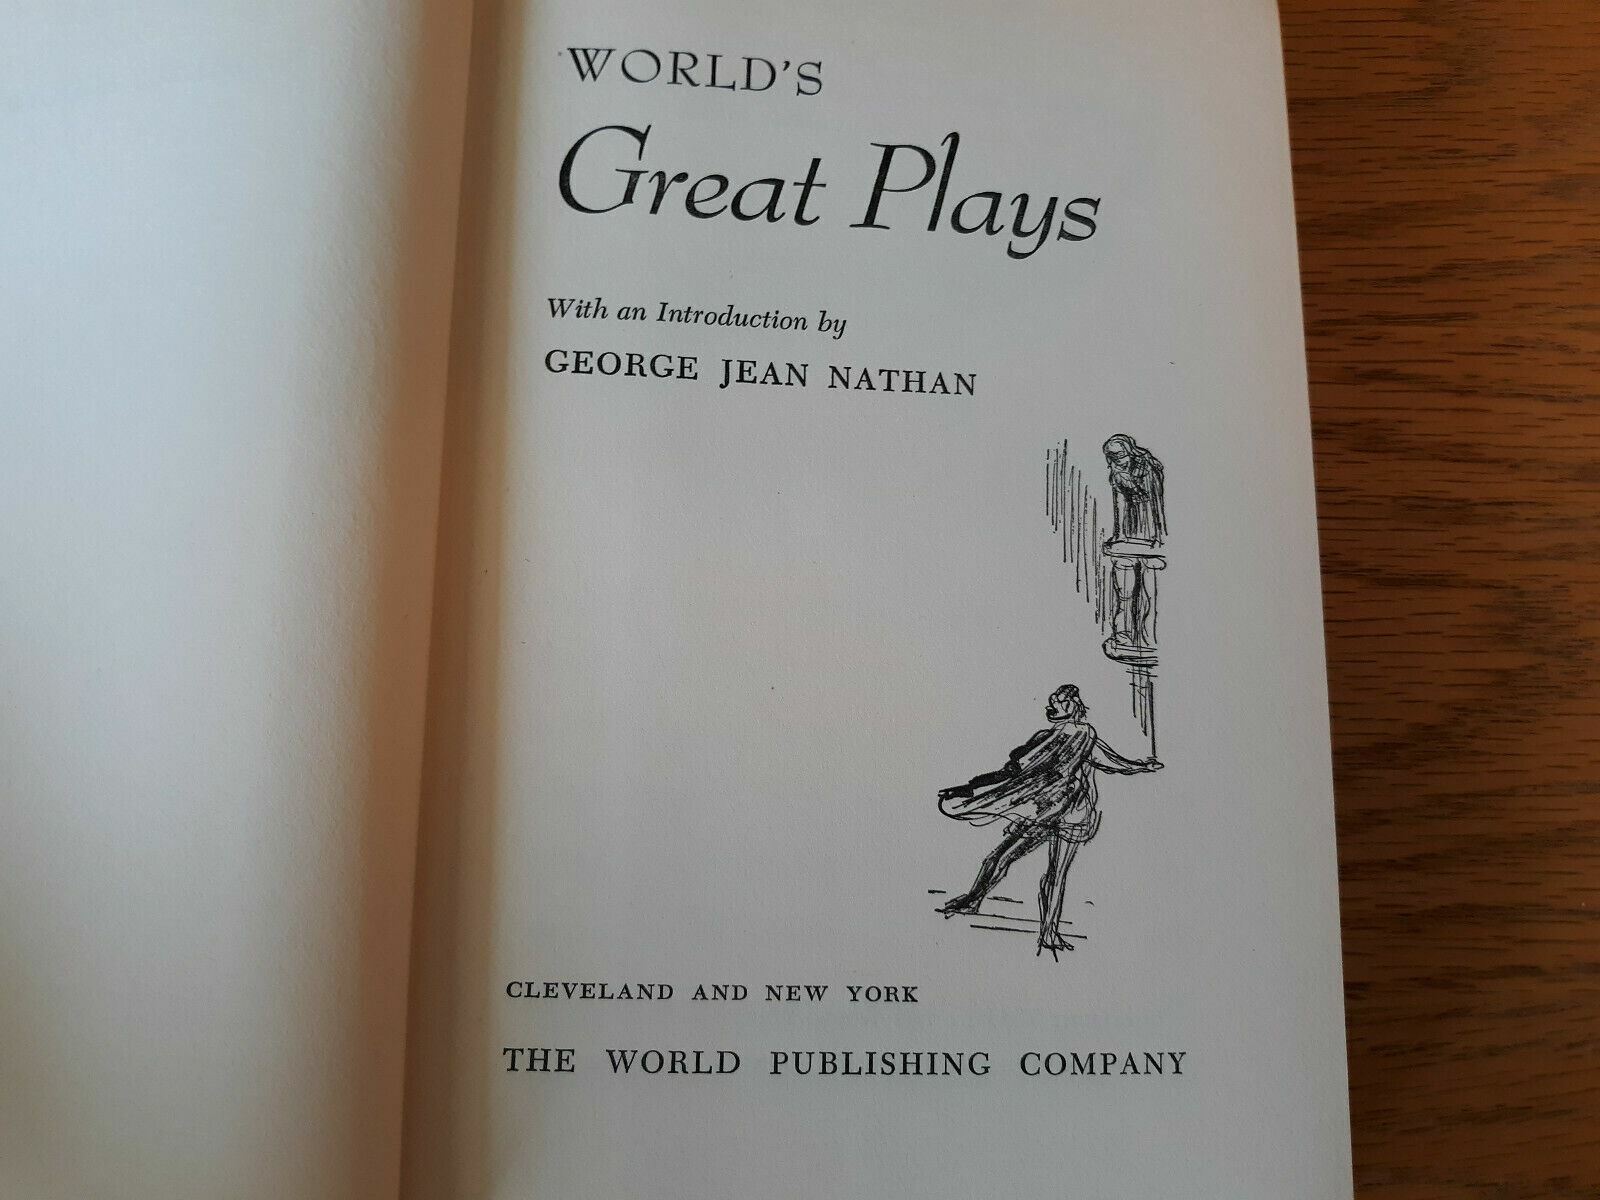 WORLD'S
Great Plays
With an Introduction by
GEORGE JEAN NATHAN
CLEVELAND AND NEW YORK
THE WORLD PUBLISHING COMPANY